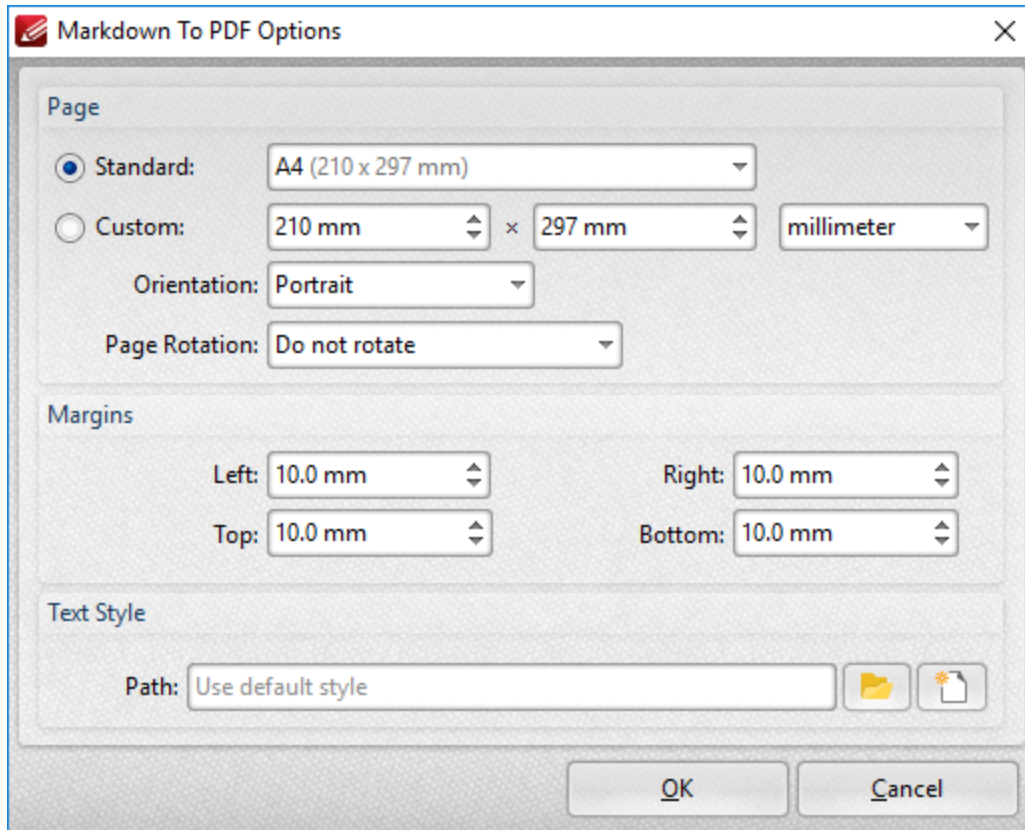 Markdown To PDF Options
Page
Standard: A4 (210 x 297 mm)
Custom: 210 mm × 297 mm millimeter
Orientation: Portrait
Page Rotation: Do not rotate
Margins
Left: 10.0 mm Right: 10.0 mm
Top: 10.0 mm Bottom: 10.0 mm
Text Style
Path: Use default style
OK Cancel